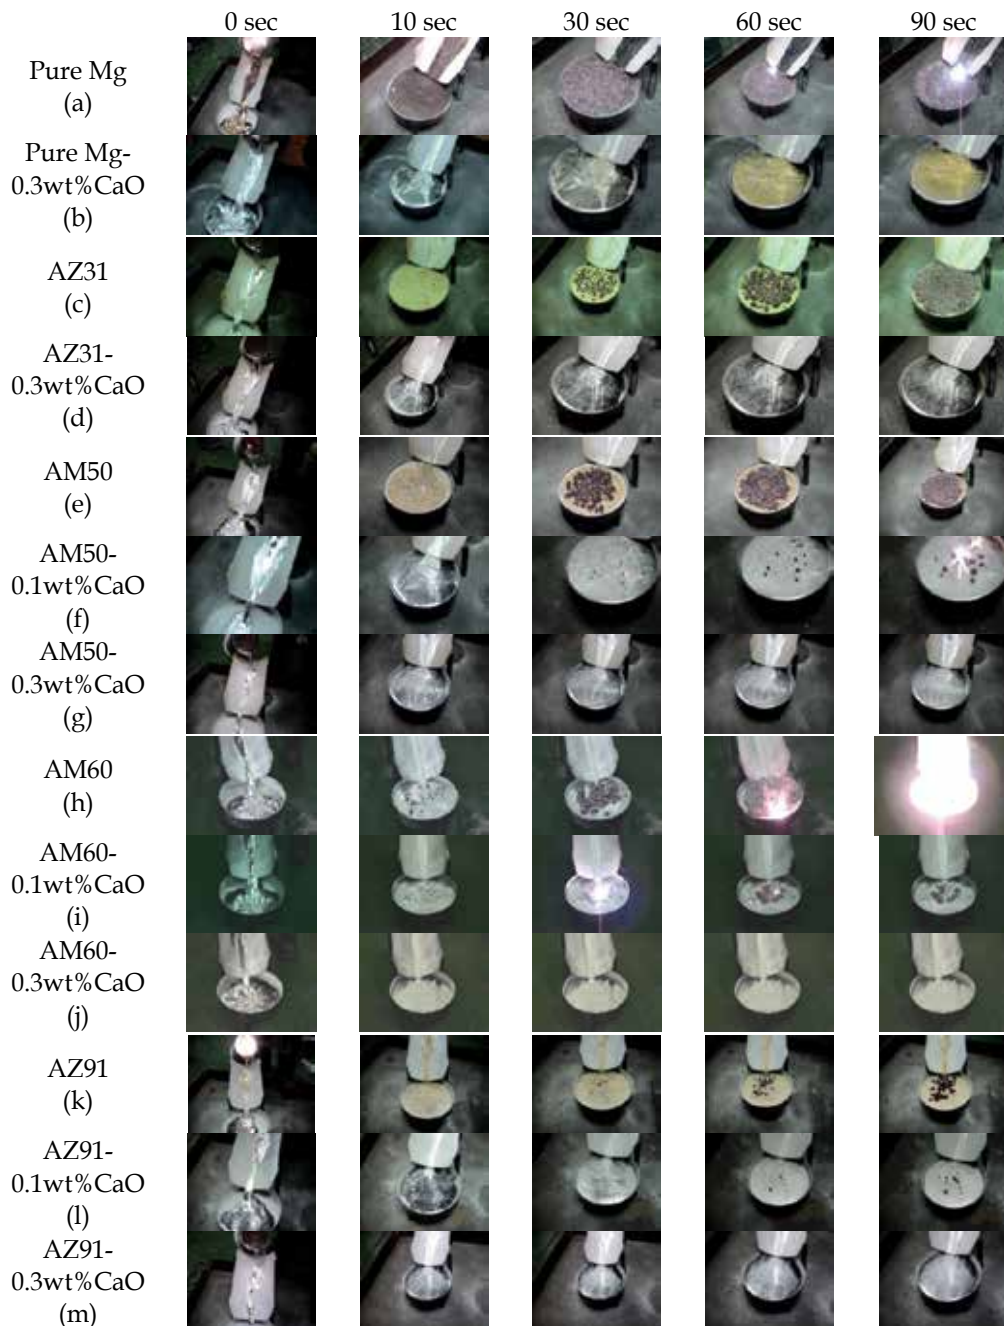 0 sec 10 sec 30 sec 60 sec 90 sec
Pure Mg
(a)
Pure Mg-
0.3wt%CaO
(b)
AZ31
(c)
AZ31-
0.3wt%CaO
(d)
AM50
(e)
AM50-
0.1wt%CaO
(f)
AM50-
0.3wt%CaO
(g)
AM60
(h)
AM60-
0.1wt%CaO
(i)
AM60-
0.3wt%CaO
(j)
AZ91
(k)
AZ91-
0.1wt%CaO
(l)
AZ91-
0.3wt%CaO
(m)